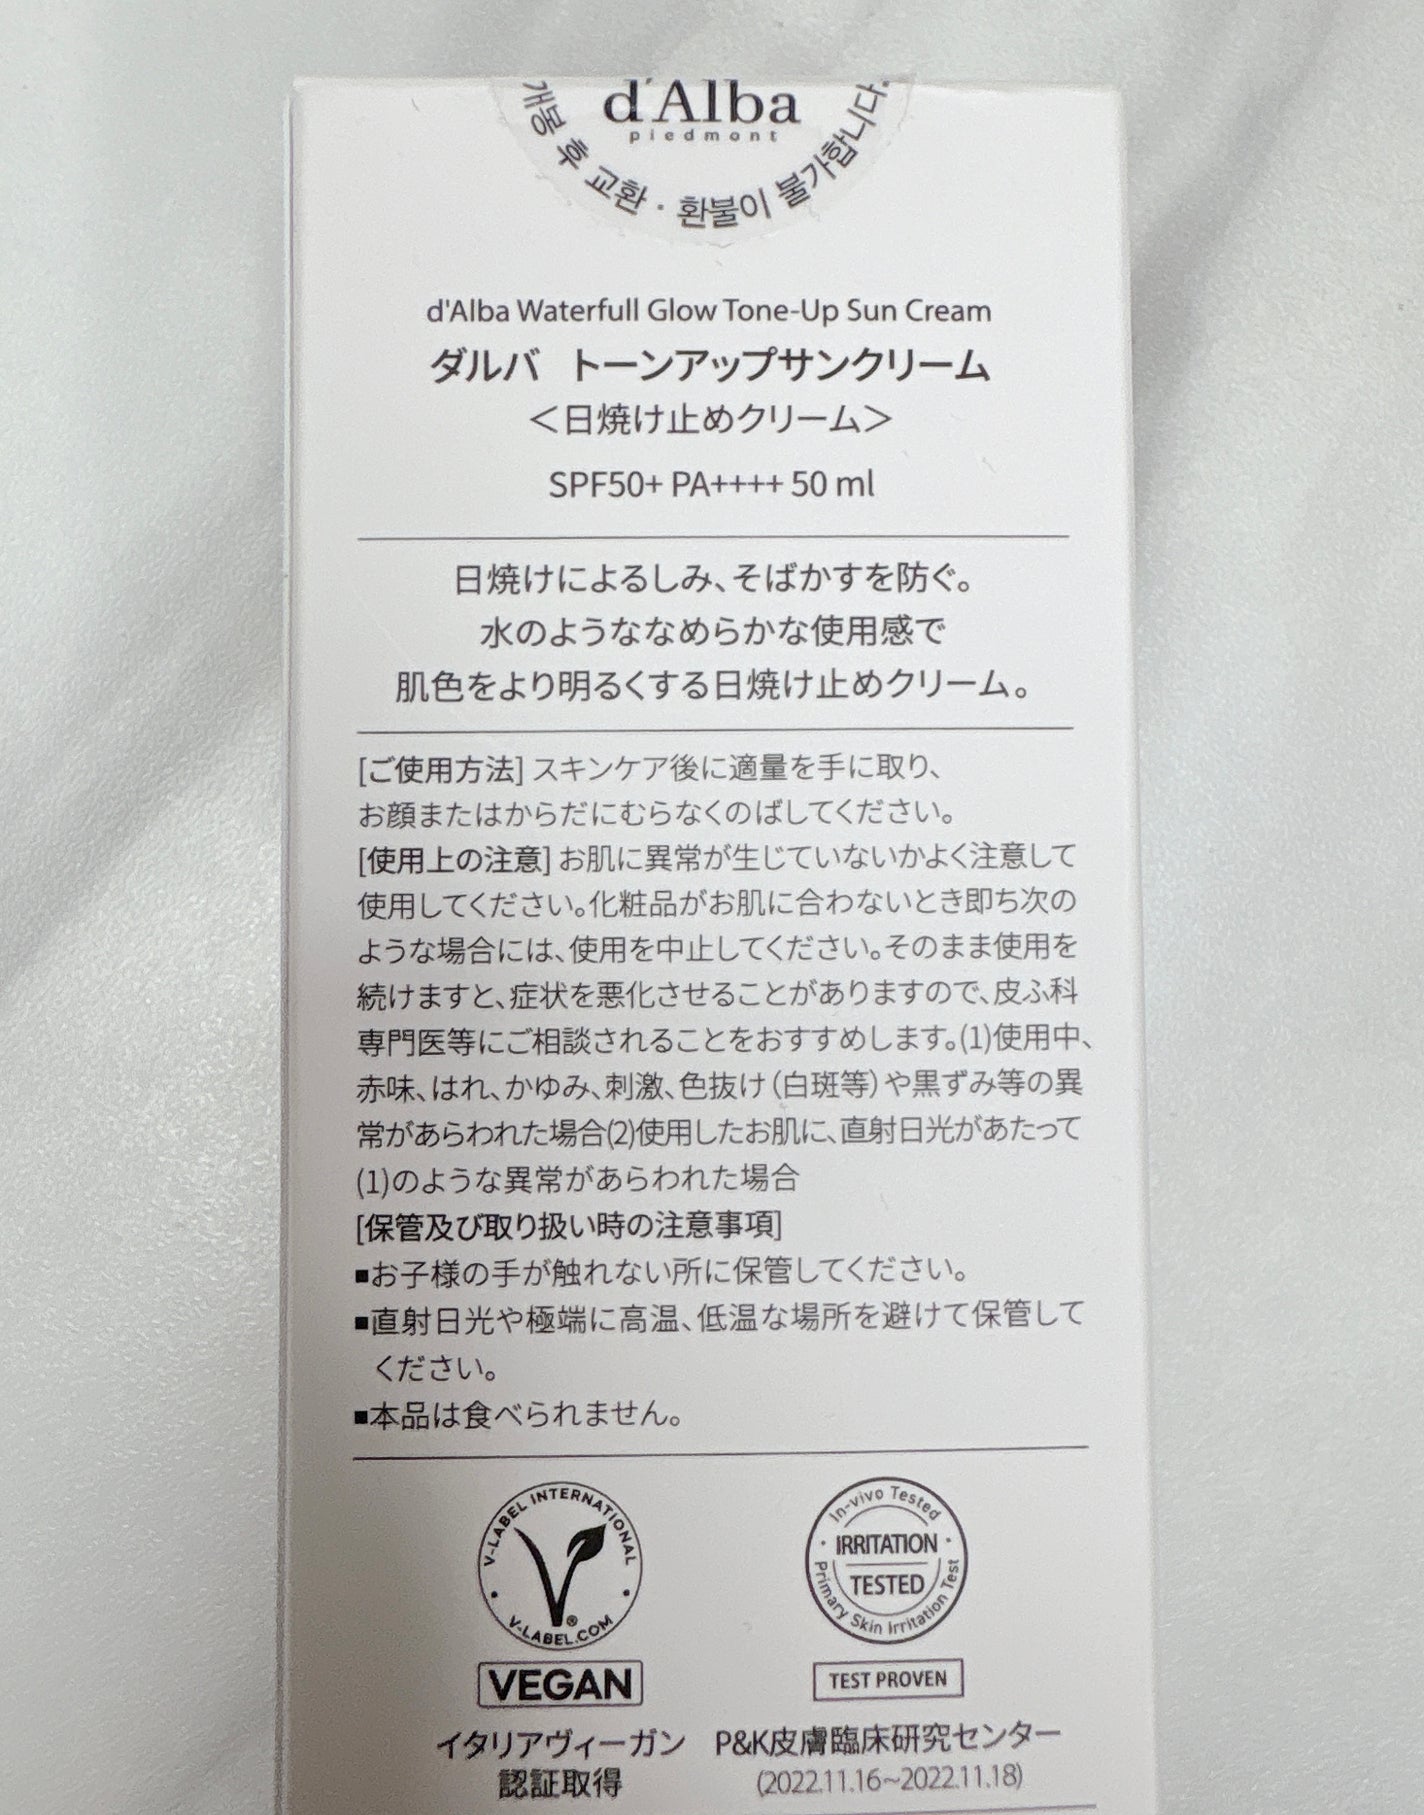 d'Alba
piedmont
개봉 후 교환·환불이 불가합니다.
d'Alba Waterfull Glow Tone-Up Sun Cream
ダルバ　トーンアップサンクリーム
＜日焼け止めクリーム＞
SPF50+ PA++++ 50 ml
日焼けによるしみ、そばかすを防ぐ。
水のようななめらかな使用感で
肌色をより明るくする日焼け止めクリーム。
[ご使用方法] スキンケア後に適量を手に取り、
お顔またはからだにむらなくのばしてください。
[使用上の注意] お肌に異常が生じていないかよく注意して
使用してください。化粧品がお肌に合わないとき即ち次の
ような場合には、使用を中止してください。そのまま使用を
続けますと、症状を悪化させることがありますので、皮ふ科
専門医等にご相談されることをおすすめします。(1)使用中、
赤味、はれ、かゆみ、刺激、色抜け（白斑等）や黒ずみ等の異
常があらわれた場合(2)使用したお肌に、直射日光があたって
(1)のような異常があらわれた場合
[保管及び取り扱い時の注意事項]
■お子様の手が触れない所に保管してください。
■直射日光や極端に高温、低温な場所を避けて保管して
ください。
■本品は食べられません。
V-LABEL INTERNATIONAL
V-LABEL.COM
VEGAN
イタリアヴィーガン
認証取得
In-vivo Tested
IRRITATION
TESTED
Primary Skin Irritation Test
TEST PROVEN
P&K皮膚臨床研究センター
(2022.11.16~2022.11.18)